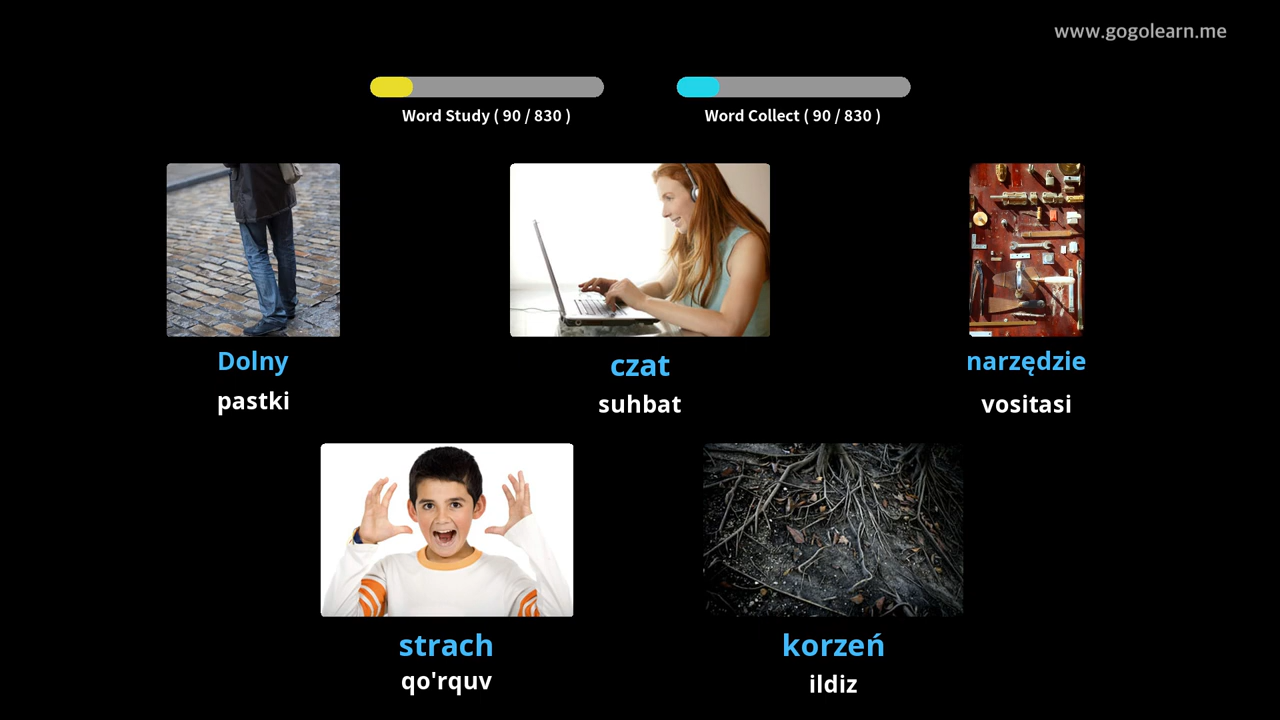 www.gogolearn.me
Word Study ( 90 / 830 )
Word Collect ( 90 / 830 )
Dolny
pastki
czat
suhbat
narzędzie
vositasi
strach
qo'rquv
korzeń
ildiz